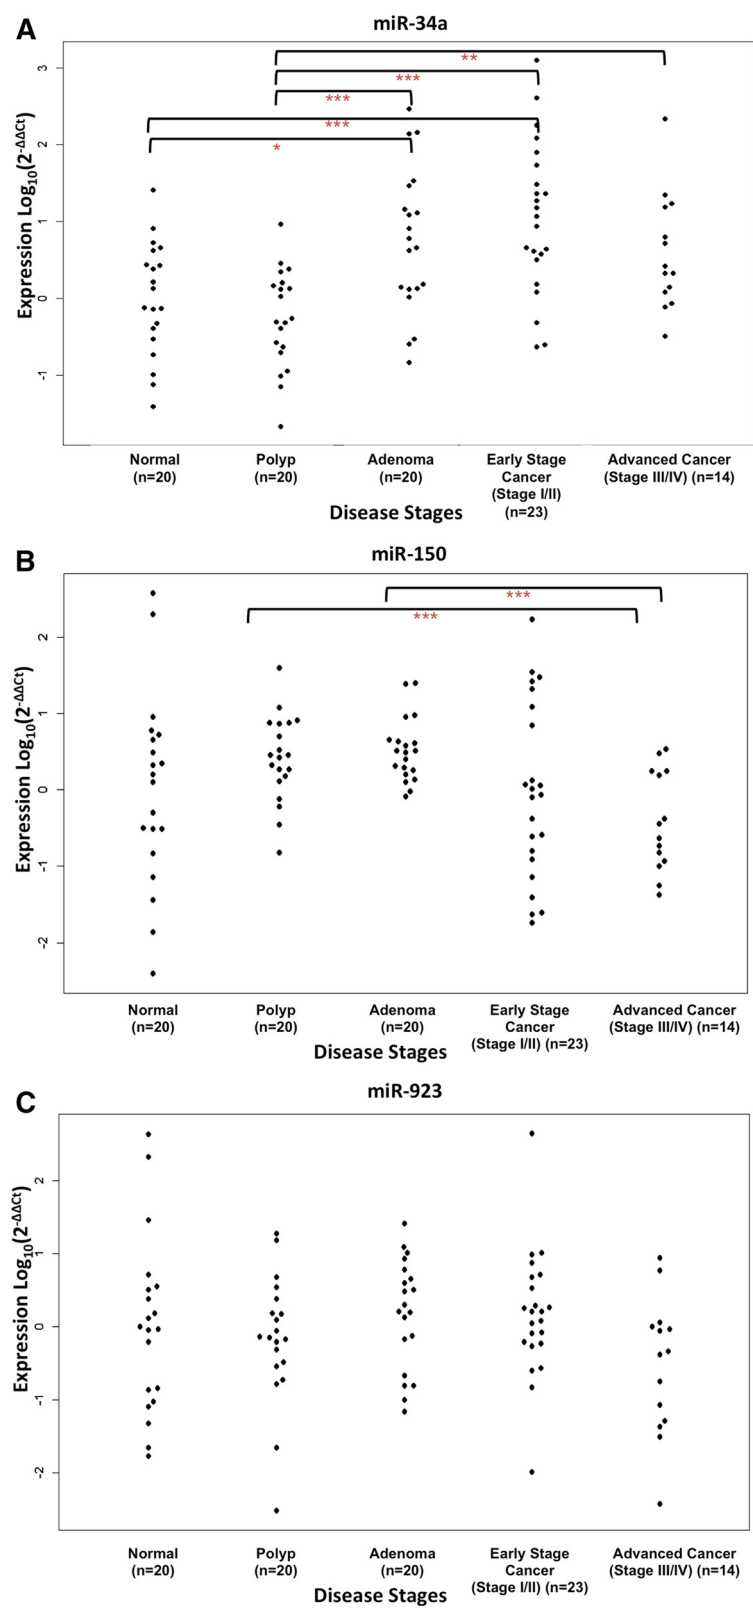 A
miR-34a
Expression Log10(2-ΔΔCt)
3
2
1
0
-1
**
***
***
***
*
Normal
(n=20)
Polyp
(n=20)
Adenoma
(n=20)
Early Stage
Cancer
(Stage I/II)
(n=23)
Advanced Cancer
(Stage III/IV) (n=14)
Disease Stages
B
miR-150
Expression Log10(2-ΔΔCt)
2
1
0
-1
-2
***
***
Normal
(n=20)
Polyp
(n=20)
Adenoma
(n=20)
Early Stage
Cancer
(Stage I/II) (n=23)
Advanced Cancer
(Stage III/IV) (n=14)
Disease Stages
C
miR-923
Expression Log10(2-ΔΔCt)
2
1
0
-1
-2
Normal
(n=20)
Polyp
(n=20)
Adenoma
(n=20)
Early Stage
Cancer
(Stage I/II) (n=23)
Advanced Cancer
(Stage III/IV) (n=14)
Disease Stages